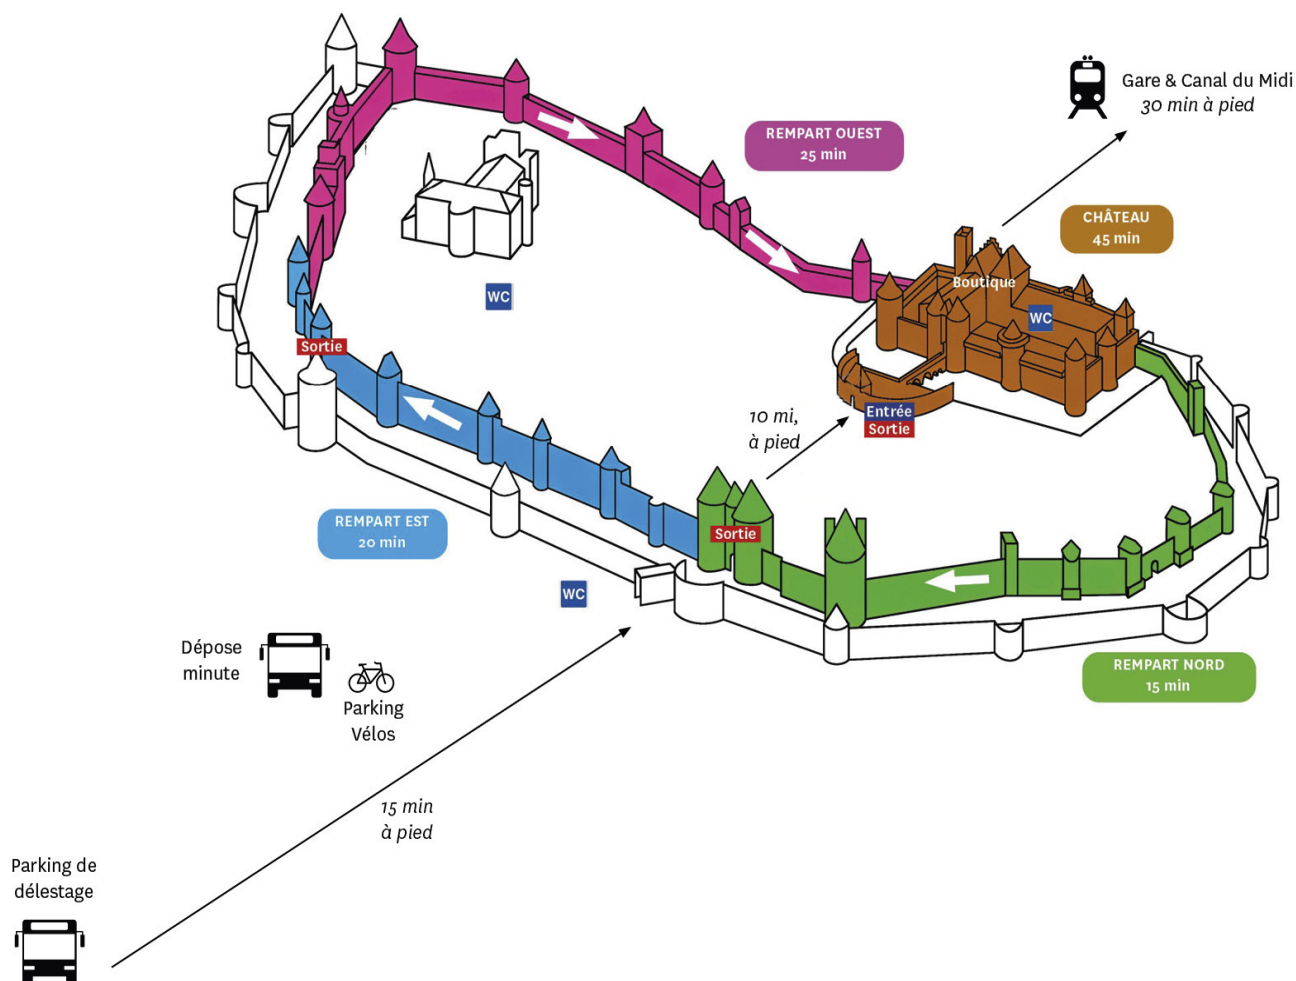 Gare & Canal du Midi
30 min à pied
REMPART OUEST
25 min
CHÂTEAU
45 min
Boutique
WC
WC
Sortie
Entrée
Sortie
10 mi,
à pied
REMPART EST
20 min
Sortie
WC
Dépose
minute
Parking
Vélos
REMPART NORD
15 min
15 min
à pied
Parking de
délestage